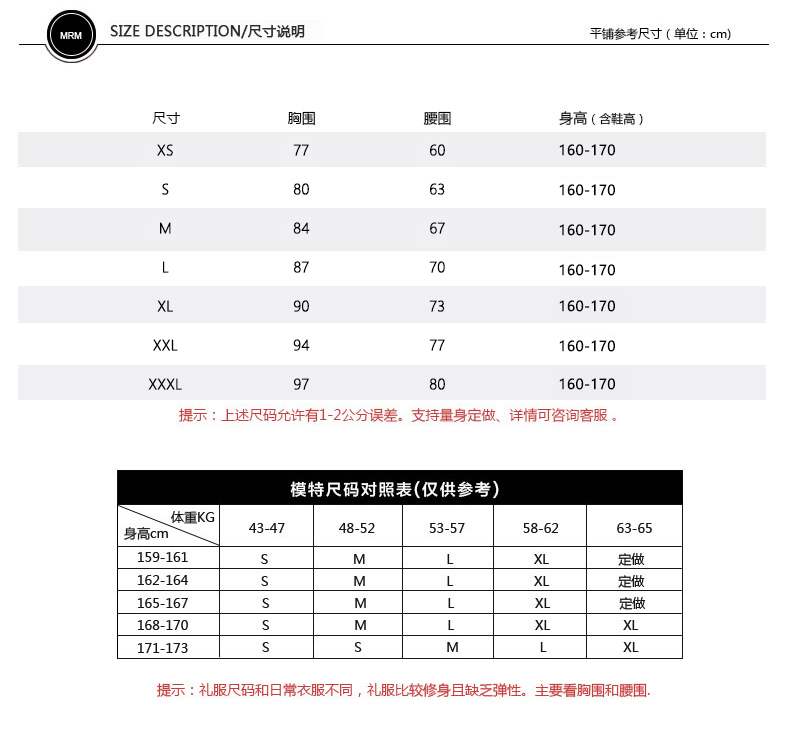 MRM
SIZE DESCRIPTION/尺寸说明
平铺参考尺寸（单位：cm)
尺寸 胸围 腰围 身高（含鞋高）
XS 77 60 160-170
S 80 63 160-170
M 84 67 160-170
L 87 70 160-170
XL 90 73 160-170
XXL 94 77 160-170
XXXL 97 80 160-170
提示：上述尺码允许有1-2公分误差。支持量身定做、详情可咨询客服 。
模特尺码对照表(仅供参考)
体重KG
身高cm
43-47 48-52 53-57 58-62 63-65
159-161 S M L XL 定做
162-164 S M L XL 定做
165-167 S M L XL 定做
168-170 S M L XL XL
171-173 S S M L XL
提示：礼服尺码和日常衣服不同，礼服比较修身且缺乏弹性。主要看胸围和腰围.